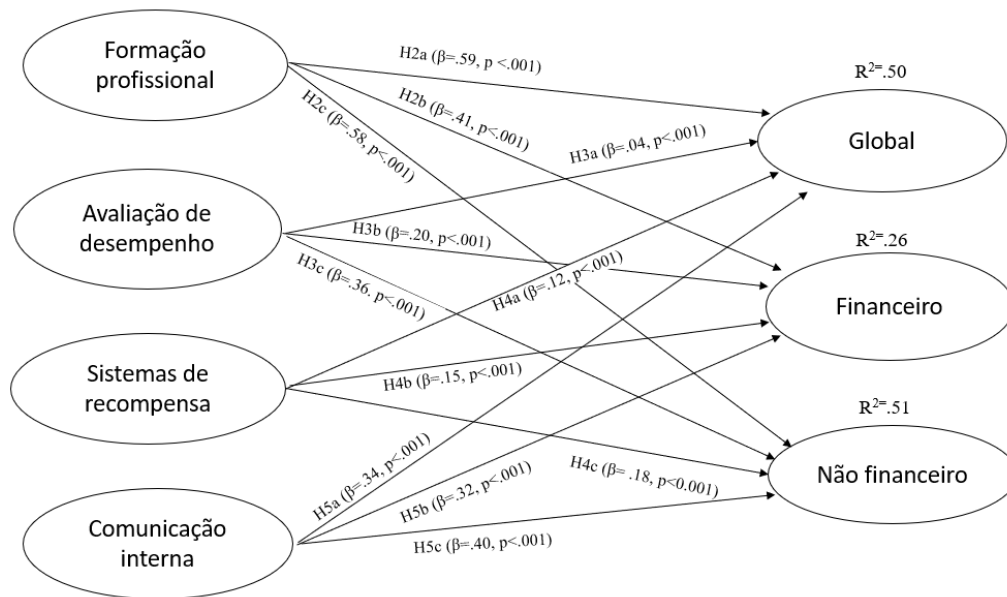 Formação
profissional
Avaliação de
desempenho
Sistemas de
recompensa
Comunicação
interna
H2a (β=.59, p <.001)
H2b (β=.41, p<.001)
H2c (β=.58, p<.001)
H3a (β=.04, p<.001)
H3b (β=.20, p<.001)
H3c (β=.36. p<.001)
H4a (β=.12, p<.001)
H4b (β=.15, p<.001)
H4c (β= .18, p<0.001)
H5a (β=.34, p<.001)
H5b (β=.32, p<.001)
H5c (β=.40, p<.001)
R²⁼.50
Global
R²⁼.26
Financeiro
R²⁼.51
Não financeiro